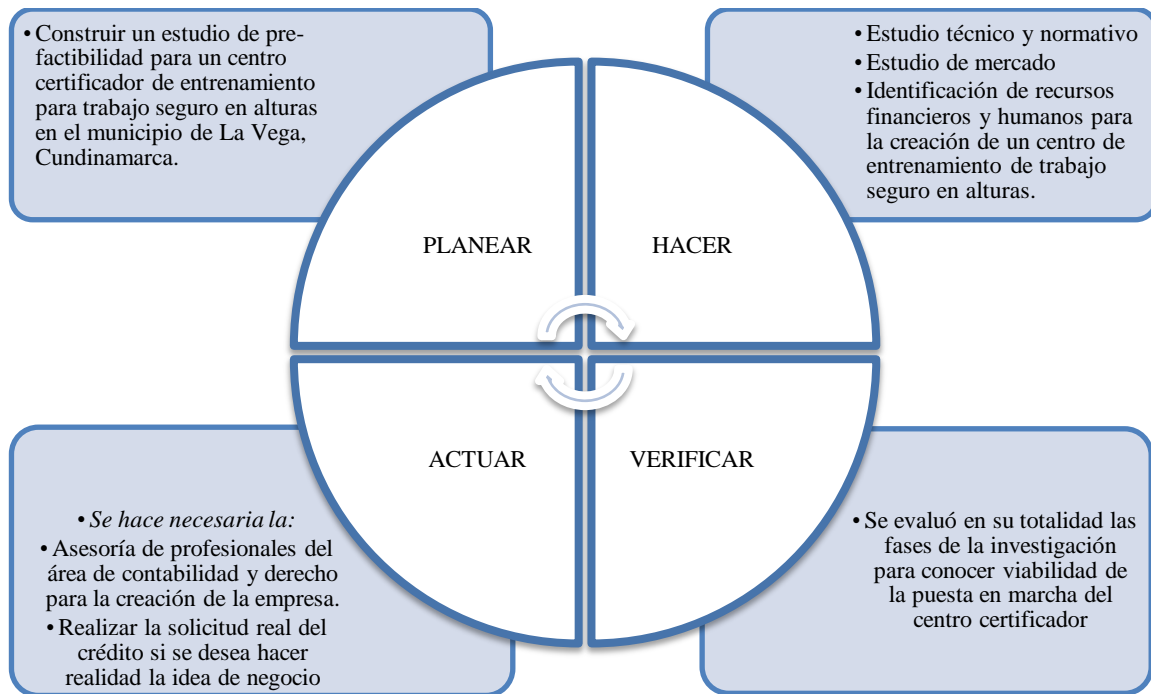 • Construir un estudio de pre-
factibilidad para un centro
certificador de entrenamiento
para trabajo seguro en alturas
en el municipio de La Vega,
Cundinamarca.
• Estudio técnico y normativo
• Estudio de mercado
• Identificación de recursos
financieros y humanos para
la creación de un centro de
entrenamiento de trabajo
seguro en alturas.
PLANEAR
HACER
ACTUAR
VERIFICAR
• Se hace necesaria la:
• Asesoría de profesionales del
área de contabilidad y derecho
para la creación de la empresa.
• Realizar la solicitud real del
crédito si se desea hacer
realidad la idea de negocio
• Se evaluó en su totalidad las
fases de la investigación
para conocer viabilidad de
la puesta en marcha del
centro certificador